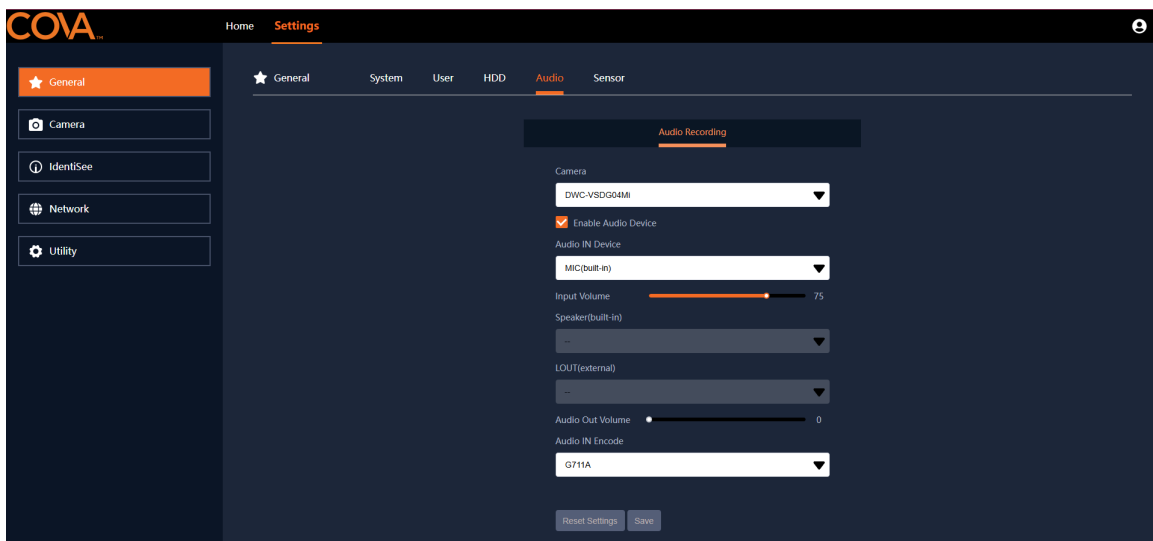 COVA™
Home Settings
General
Camera
IdentiSee
Network
Utility
General System User HDD Audio Sensor
Audio Recording
Camera
DWC-VSDG04Mi
Enable Audio Device
Audio IN Device
MIC(built-in)
Input Volume 75
Speaker(built-in)
--
LOUT(external)
--
Audio Out Volume 0
Audio IN Encode
G711A
Reset Settings Save